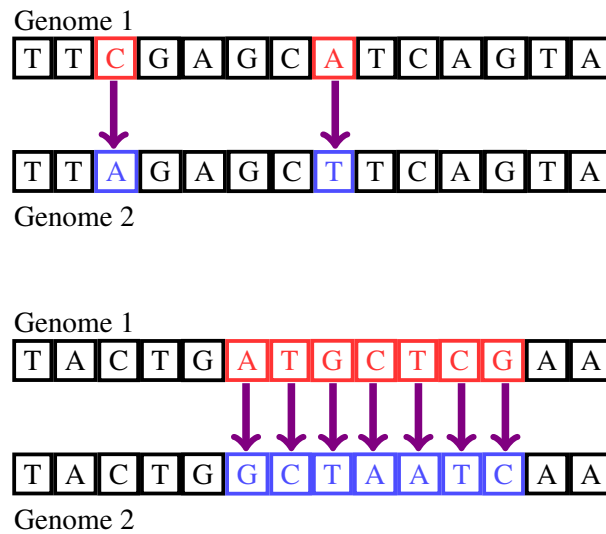 Genome 1
T T C G A G C A T C A G T A
T T A G A G C T T C A G T A
Genome 2
Genome 1
T A C T G A T G C T C G A A
T A C T G G C T A A T C A A
Genome 2